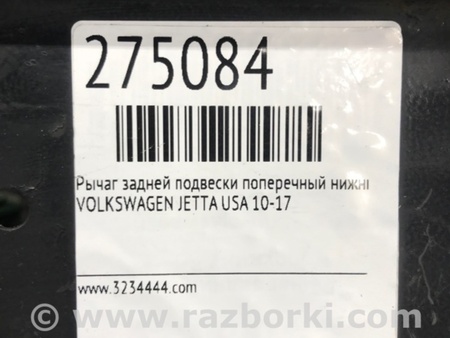 275084
Рычаг задней подвески поперечный нижн
VOLKSWAGEN JETTA USA 10-17
www.3234444.com
© www.razborki.com